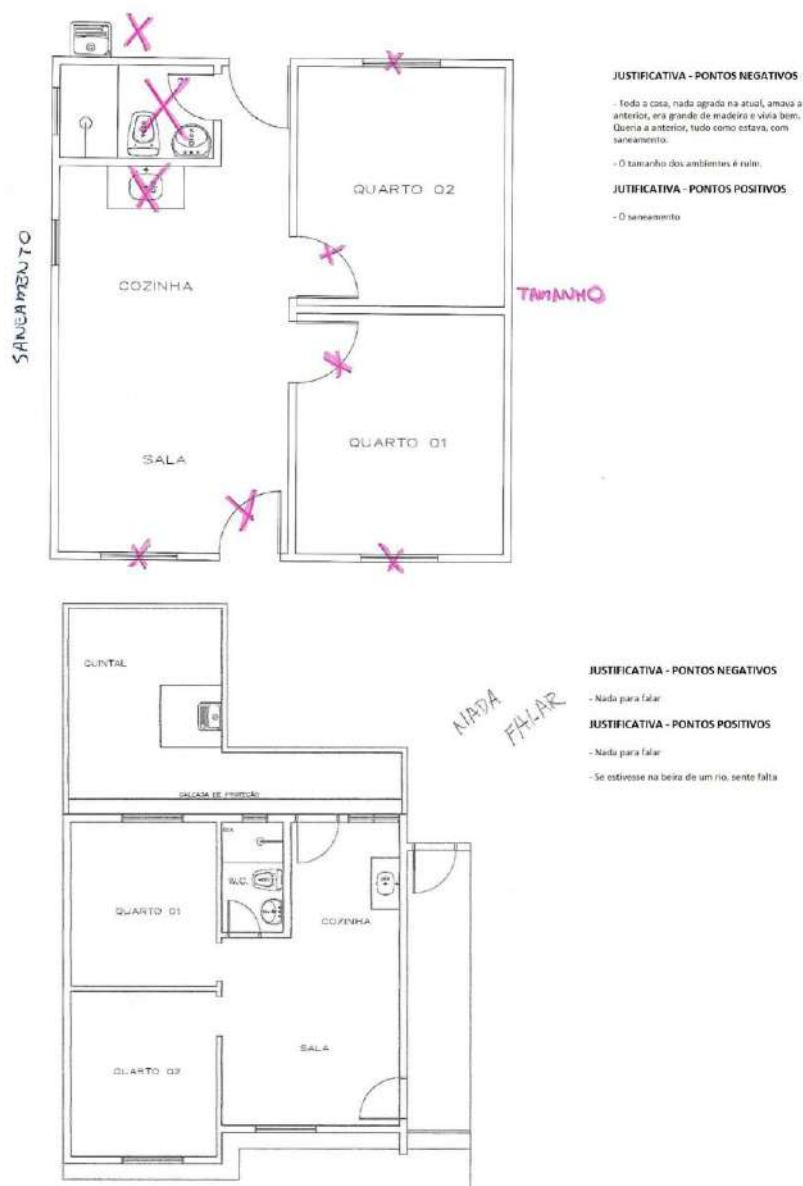 JUSTIFICATIVA - PONTOS NEGATIVOS
- Toda a casa, nada agrada na atual, amava a
anterior, era grande de madeira e vivia bem.
Queria a anterior, tudo como estava, com
saneamento.
- O tamanho dos ambientes é ruim.
JUTIFICATIVA - PONTOS POSITIVOS
- O saneamento
QUARTO 02
SANEAMENTO
COZINHA
TAMANHO
QUARTO 01
SALA
QUINTAL
CALÇADA DE PROTEÇÃO
NADA
FALAR
JUSTIFICATIVA - PONTOS NEGATIVOS
- Nada para falar
JUSTIFICATIVA - PONTOS POSITIVOS
- Nada para falar
- Se estivesse na beira de um rio, sente falta
W.C.
QUARTO 01
COZINHA
SALA
QUARTO 02